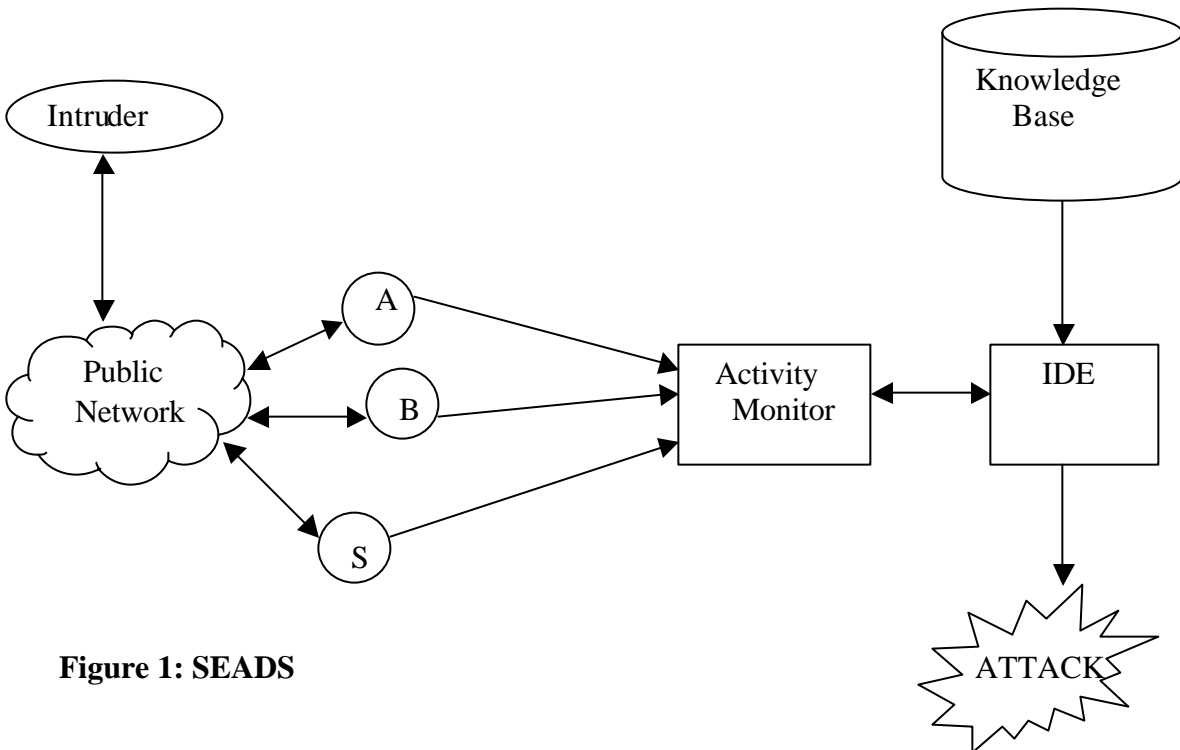 Knowledge
Base
Intruder
A
Public
Network
B
Activity
Monitor
IDE
S
Figure 1: SEADS
ATTACK